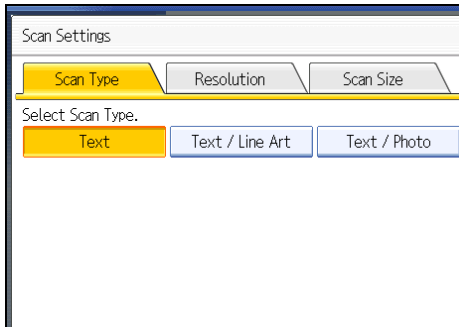 Scan Settings
Scan Type Resolution Scan Size
Select Scan Type.
Text Text / Line Art Text / Photo